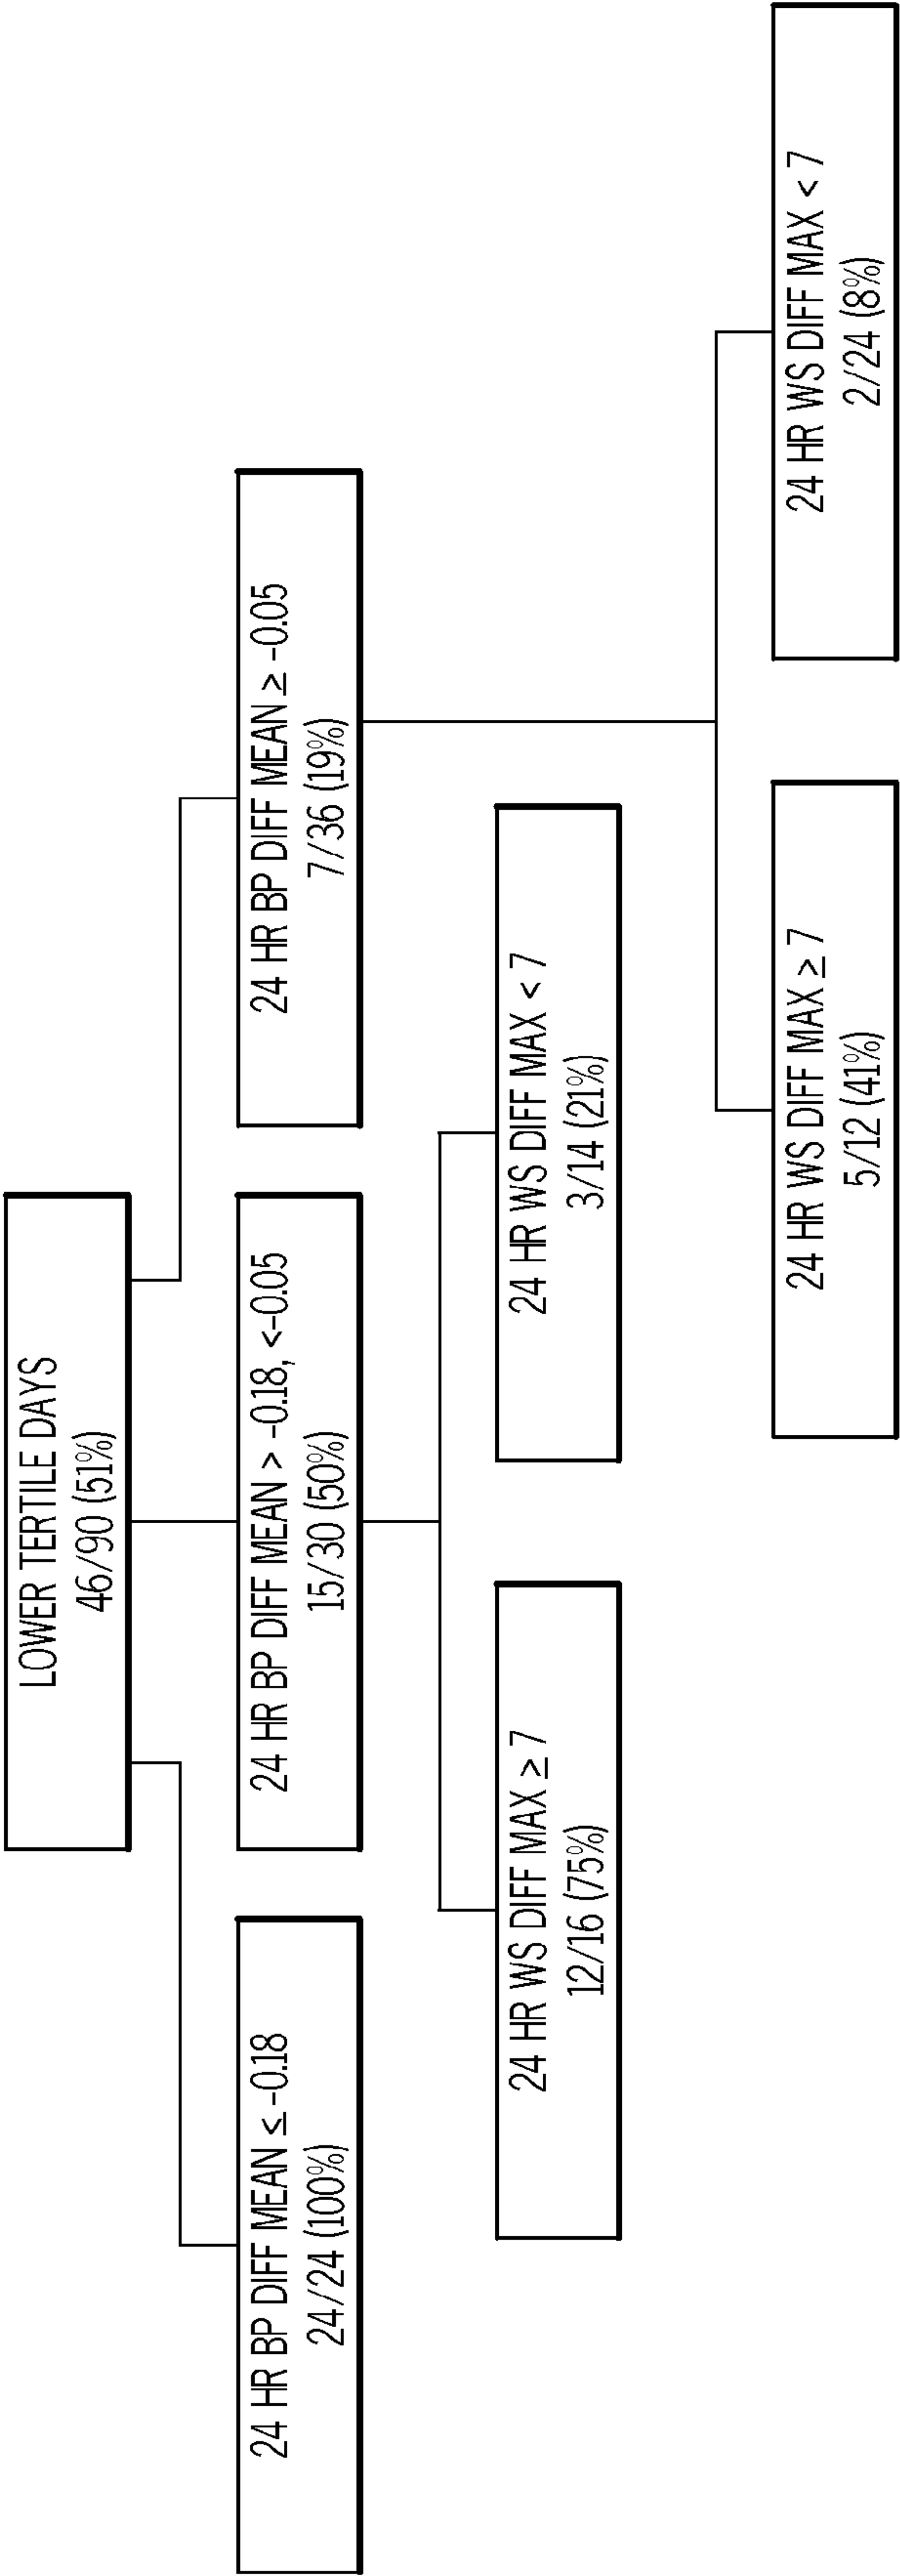 LOWER TERTILE DAYS
46/90 (51%)
24 HR BP DIFF MEAN ≤ -0.18
24/24 (100%)
24 HR BP DIFF MEAN > -0.18, <-0.05
15/30 (50%)
24 HR BP DIFF MEAN ≥ -0.05
7/36 (19%)
24 HR WS DIFF MAX ≥ 7
12/16 (75%)
24 HR WS DIFF MAX < 7
3/14 (21%)
24 HR WS DIFF MAX ≥ 7
5/12 (41%)
24 HR WS DIFF MAX < 7
2/24 (8%)